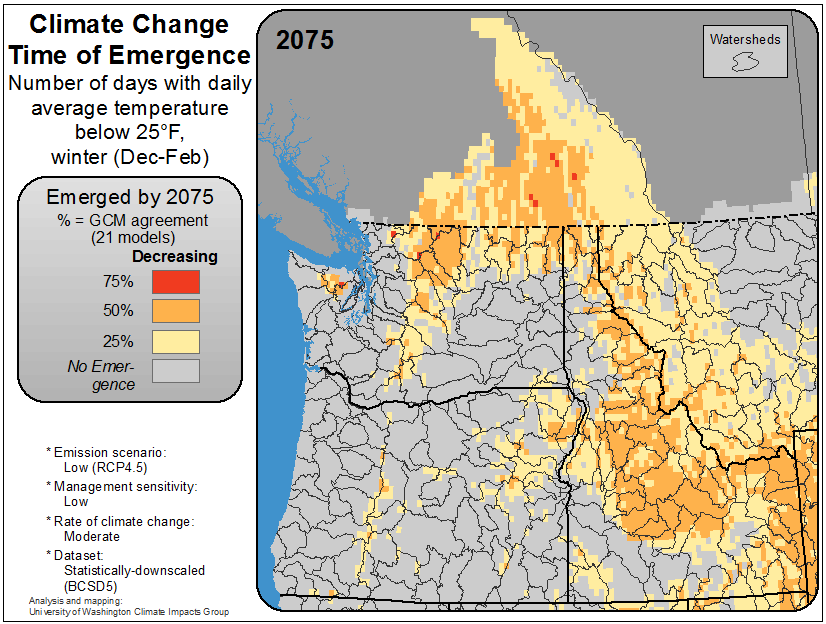 Climate Change
Time of Emergence
Number of days with daily
average temperature
below 25°F,
winter (Dec-Feb)
Emerged by 2075
% = GCM agreement
(21 models)
Decreasing
75%
50%
25%
No Emer-
gence
* Emission scenario:
Low (RCP4.5)
* Management sensitivity:
Low
* Rate of climate change:
Moderate
* Dataset:
Statistically-downscaled
(BCSD5)
Analysis and mapping:
University of Washington Climate Impacts Group
2075
Watersheds